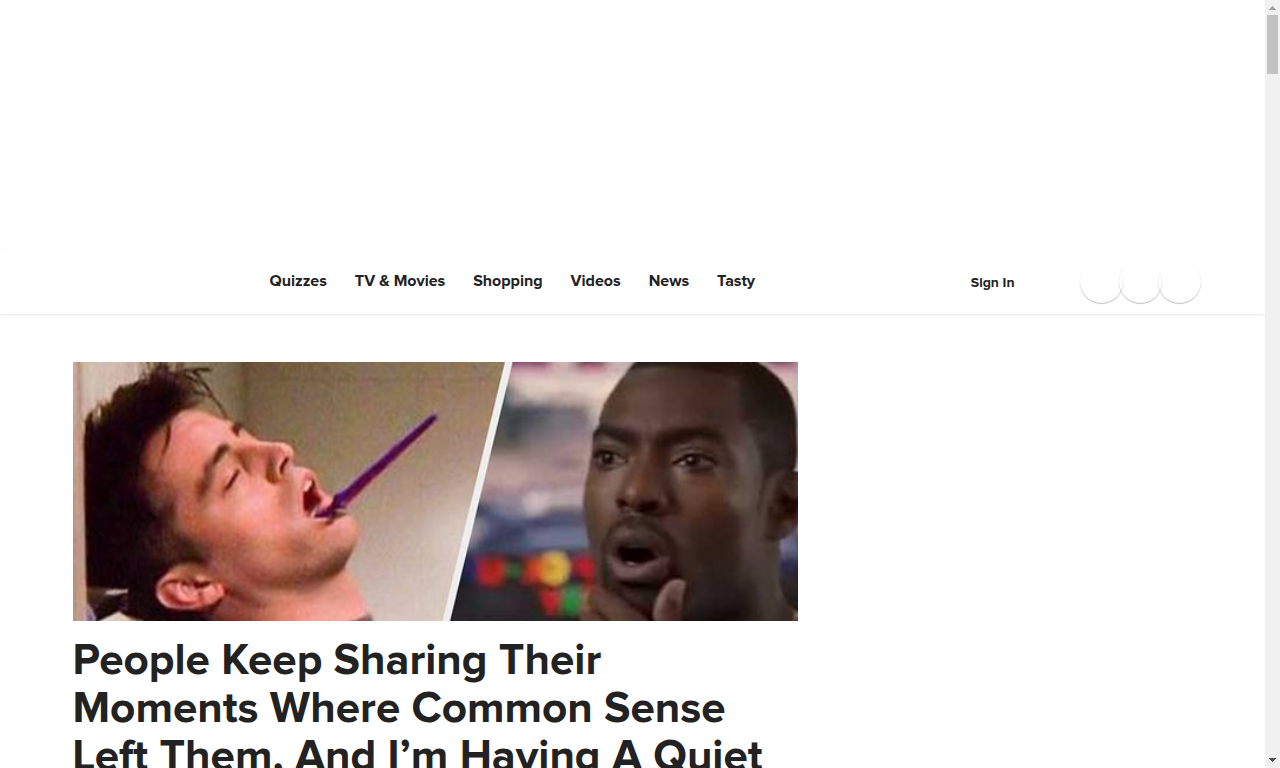 Quizzes TV & Movies Shopping Videos News Tasty Sign In
People Keep Sharing Their
Moments Where Common Sense
Left Them, And I’m Having A Quiet